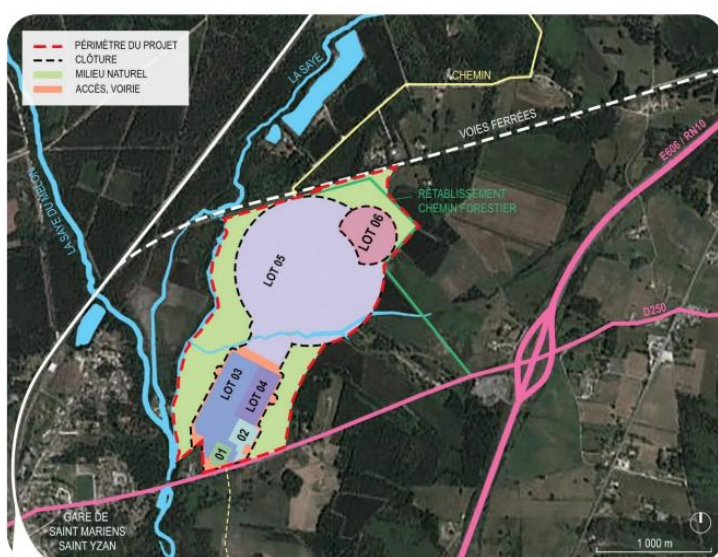 PÉRIMÈTRE DU PROJET
CLÔTURE
MILIEU NATUREL
ACCÈS, VOIRIE
LA SAYE
CHEMIN
VOIES FERRÉES
E606 / RN10
LA SAYE DU MELON
RÉTABLISSEMENT
CHEMIN FORESTIER
LOT 06
LOT 05
D250
LOT 03
LOT 04
02
01
GARE DE
SAINT MARIENS
SAINT YZAN
1 000 m